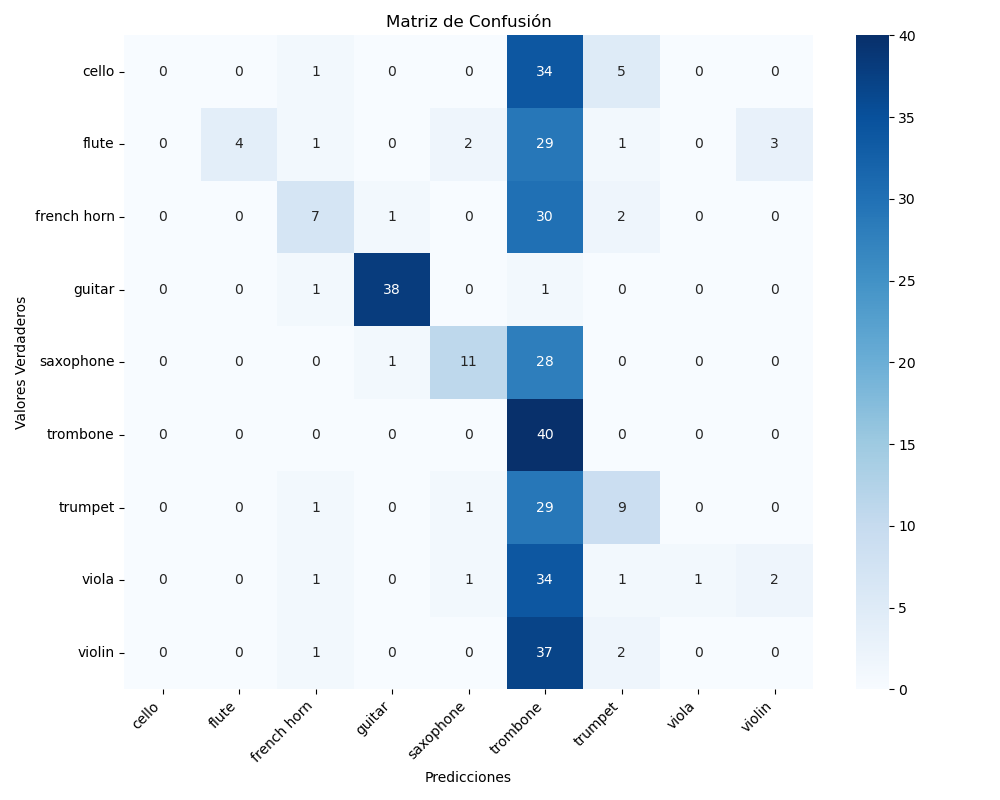 Matriz de Confusión
Valores Verdaderos
cello 0 0 1 0 0 34 5 0 0
flute 0 4 1 0 2 29 1 0 3
french horn 0 0 7 1 0 30 2 0 0
guitar 0 0 1 38 0 1 0 0 0
saxophone 0 0 0 1 11 28 0 0 0
trombone 0 0 0 0 0 40 0 0 0
trumpet 0 0 1 0 1 29 9 0 0
viola 0 0 1 0 1 34 1 1 2
violin 0 0 1 0 0 37 2 0 0
cello flute french horn guitar saxophone trombone trumpet viola violin
Predicciones
40
35
30
25
20
15
10
5
0